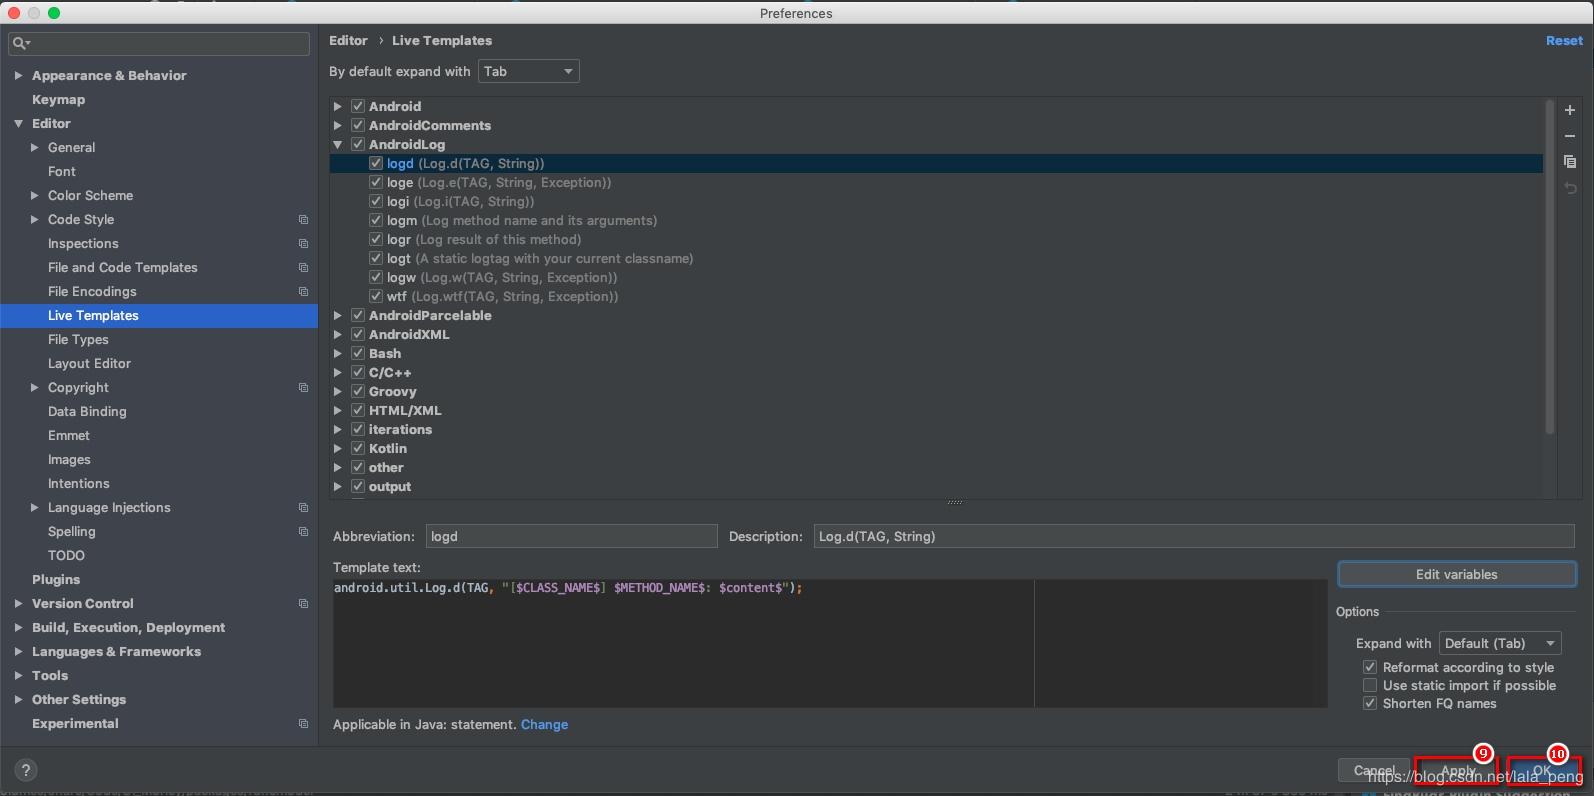 Preferences
Appearance & Behavior
Keymap
Editor
General
Font
Color Scheme
Code Style
Inspections
File and Code Templates
File Encodings
Live Templates
File Types
Layout Editor
Copyright
Data Binding
Emmet
Images
Intentions
Language Injections
Spelling
TODO
Plugins
Version Control
Build, Execution, Deployment
Languages & Frameworks
Tools
Other Settings
Experimental
?
Editor › Live Templates
Reset
By default expand with Tab
Android
AndroidComments
AndroidLog
logd (Log.d(TAG, String))
loge (Log.e(TAG, String, Exception))
logi (Log.i(TAG, String))
logm (Log method name and its arguments)
logr (Log result of this method)
logt (A static logtag with your current classname)
logw (Log.w(TAG, String, Exception))
wtf (Log.wtf(TAG, String, Exception))
AndroidParcelable
AndroidXML
Bash
C/C++
Groovy
HTML/XML
iterations
Kotlin
other
output
Abbreviation: logd Description: Log.d(TAG, String)
Template text:
android.util.Log.d(TAG, "[$CLASS_NAME$] $METHOD_NAME$: $content$");
Edit variables
Options
Expand with Default (Tab)
Reformat according to style
Use static import if possible
Shorten FQ names
Applicable in Java: statement. Change
9 10
Cancel Apply OK
https://blog.csdn.net/lala_peng